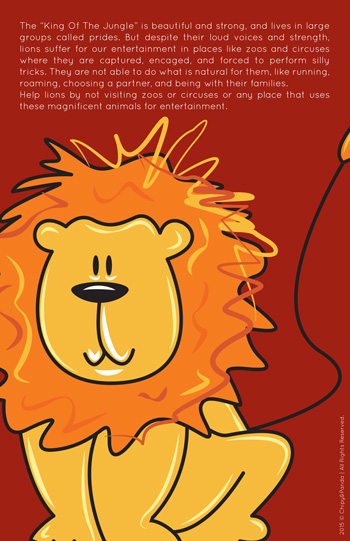 The "King Of The Jungle" is beautiful and strong, and lives in large
groups called prides. But despite their loud voices and strength,
lions suffer for our entertainment in places like zoos and circuses
where they are captured, encaged, and forced to perform silly
tricks. They are not able to do what is natural for them, like running,
roaming, choosing a partner, and being with their families.
Help lions by not visiting zoos or circuses or any place that uses
these magnificent animals for entertainment.
2015 © Chipy&Panda | All Rights Reserved.